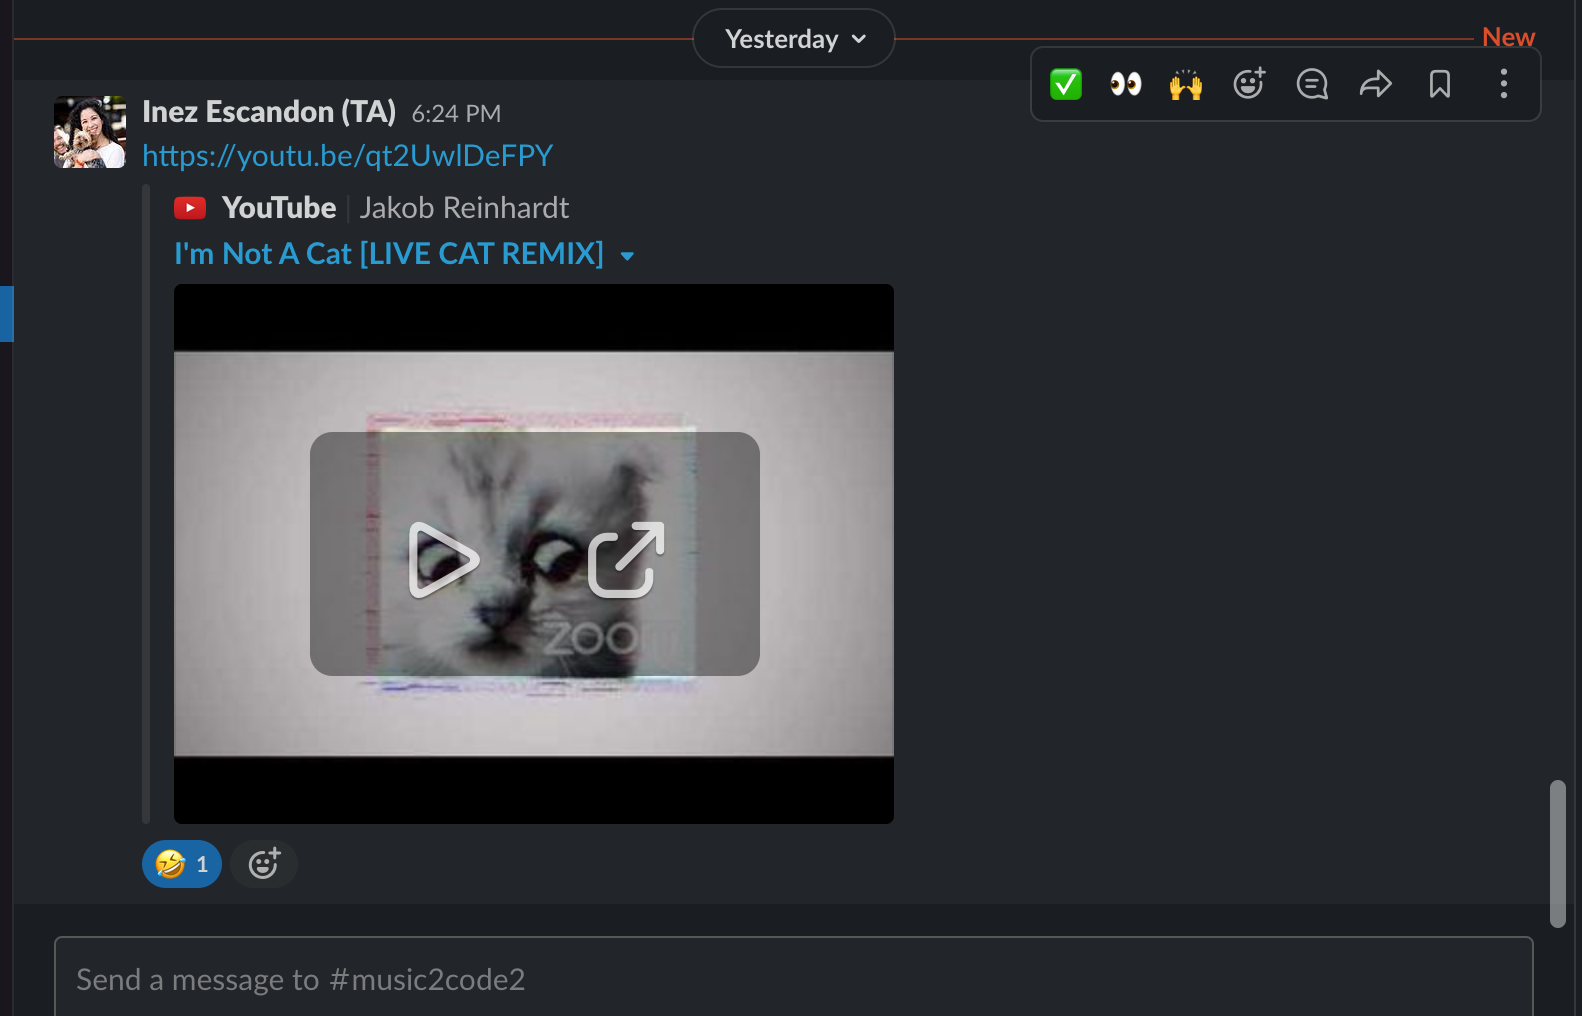 Yesterday
New
Inez Escandon (TA) 6:24 PM
https://youtu.be/qt2UwlDeFPY
YouTube | Jakob Reinhardt
I'm Not A Cat [LIVE CAT REMIX]
zoom
1
Send a message to #music2code2